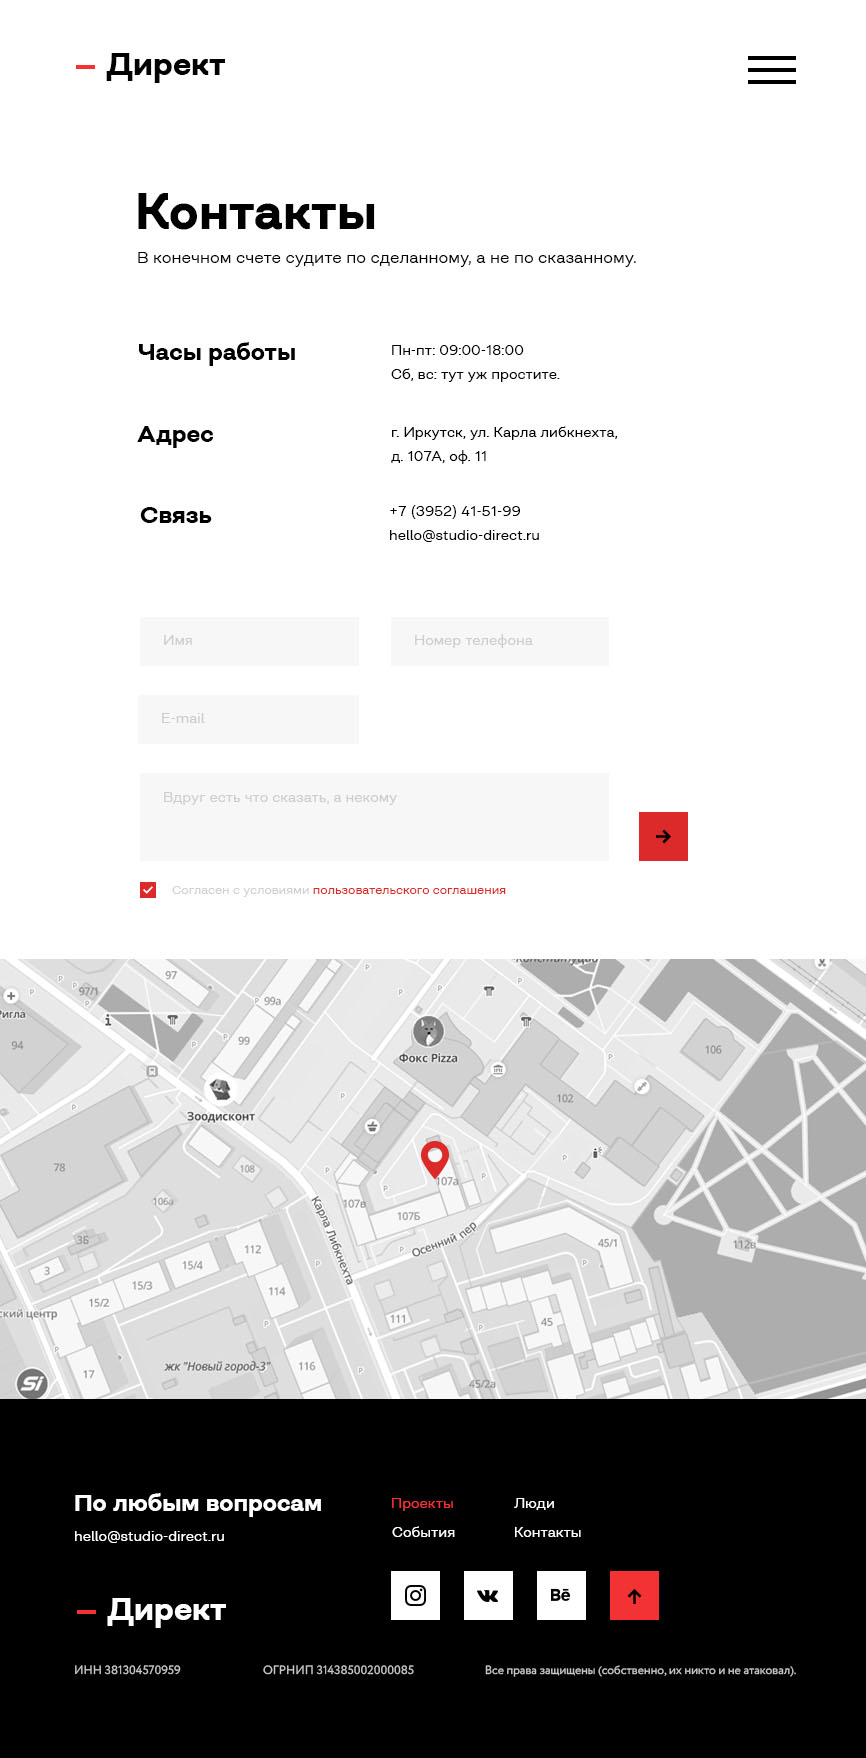 – Директ
Контакты
В конечном счете судите по сделанному, а не по сказанному.
Часы работы
Пн-пт: 09:00-18:00
Сб, вс: тут уж простите.
Адрес
г. Иркутск, ул. Карла либкнехта,
д. 107А, оф. 11
Связь
+7 (3952) 41-51-99
hello@studio-direct.ru
Имя
Номер телефона
E-mail
Вдруг есть что сказать, а некому
Согласен с условиями пользовательского соглашения
97
97/1
99а
Ригла
94
99
106
Фокс Pizza
102
Зоодисконт
78
108
107а
106а
107в
107Б
Карла Либкнехта
Осенний пер
3Б
112
45/1
112в
3
15/4
15/3
114
15/2
ский центр
111
45
жк "Новый город-3"
116
17
Si
45/2а
По любым вопросам
hello@studio-direct.ru
Проекты
Люди
События
Контакты
Bē
– Директ
ИНН 381304570959
ОГРНИП 314385002000085
Все права защищены (собственно, их никто и не атаковал).